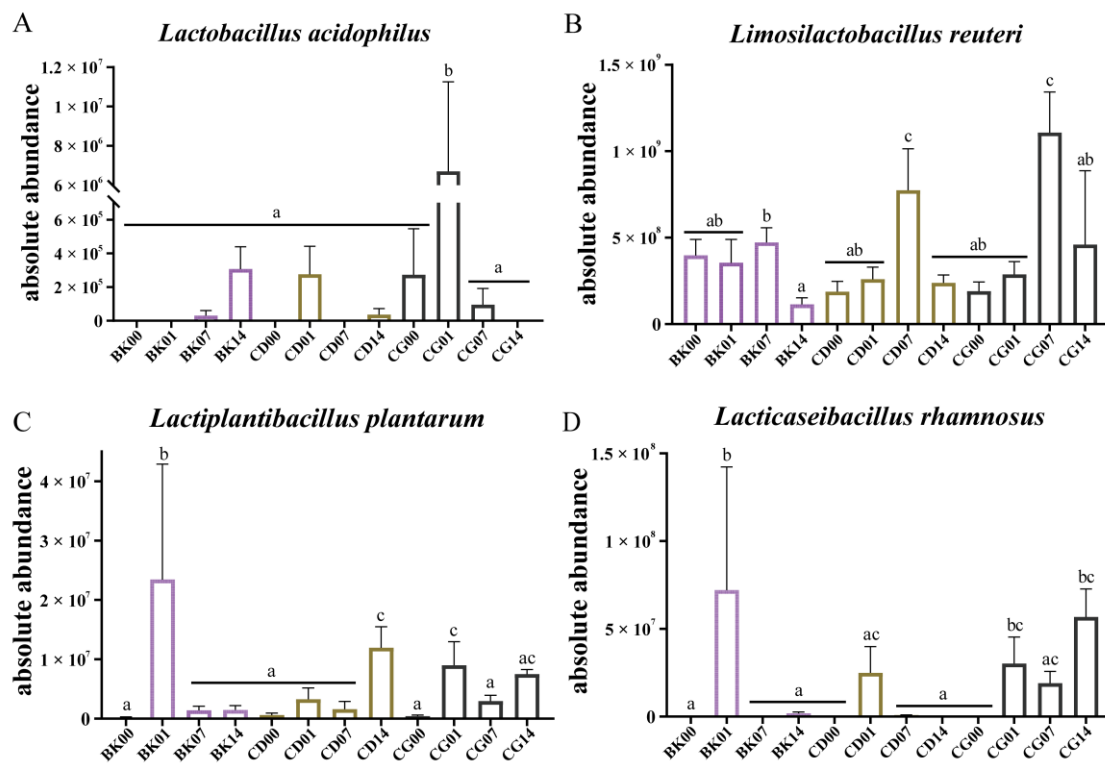 A
Lactobacillus acidophilus
absolute abundance
1.2 × 10⁷
1 × 10⁷
8 × 10⁶
6 × 10⁶
6 × 10⁵
4 × 10⁵
2 × 10⁵
0
a
b
a
BK00 BK01 BK07 BK14 CD00 CD01 CD07 CD14 CG00 CG01 CG07 CG14
B
Limosilactobacillus reuteri
absolute abundance
1.5 × 10⁹
1 × 10⁹
5 × 10⁸
0
ab b a ab c ab c ab
BK00 BK01 BK07 BK14 CD00 CD01 CD07 CD14 CG00 CG01 CG07 CG14
C
Lactiplantibacillus plantarum
absolute abundance
4 × 10⁷
3 × 10⁷
2 × 10⁷
1 × 10⁷
0
a b a c a c a ac
BK00 BK01 BK07 BK14 CD00 CD01 CD07 CD14 CG00 CG01 CG07 CG14
D
Lacticaseibacillus rhamnosus
absolute abundance
1.5 × 10⁸
1 × 10⁸
5 × 10⁷
0
a b a ac a bc ac bc
BK00 BK01 BK07 BK14 CD00 CD01 CD07 CD14 CG00 CG01 CG07 CG14